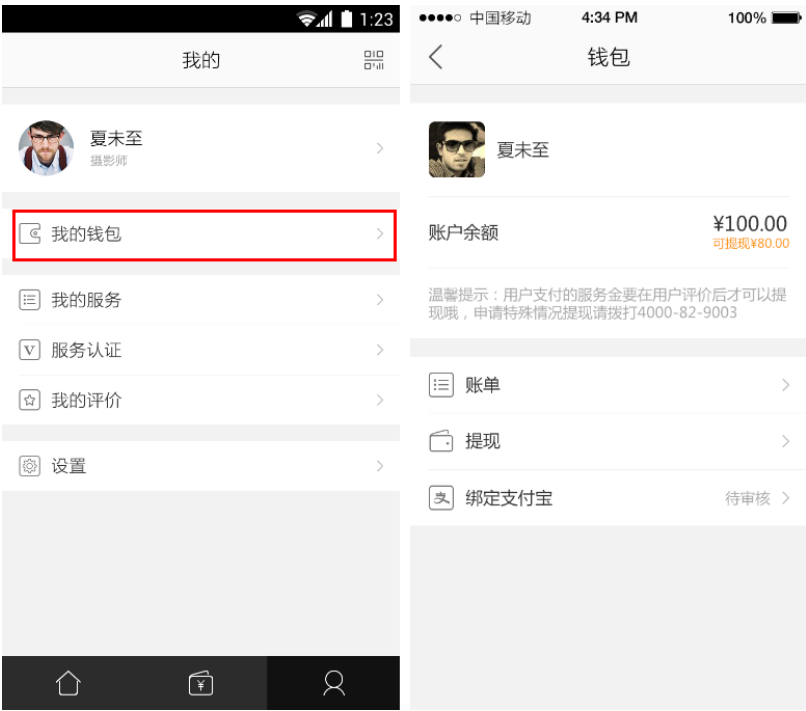 1:23
我的
夏未至
摄影师
我的钱包
我的服务
V 服务认证
我的评价
设置
¥
中国移动 4:34 PM 100%
钱包
夏未至
账户余额 ¥100.00
可提现¥80.00
温馨提示：用户支付的服务金要在用户评价后才可以提
现哦，申请特殊情况提现请拨打4000-82-9003
账单
提现
支 绑定支付宝 待审核